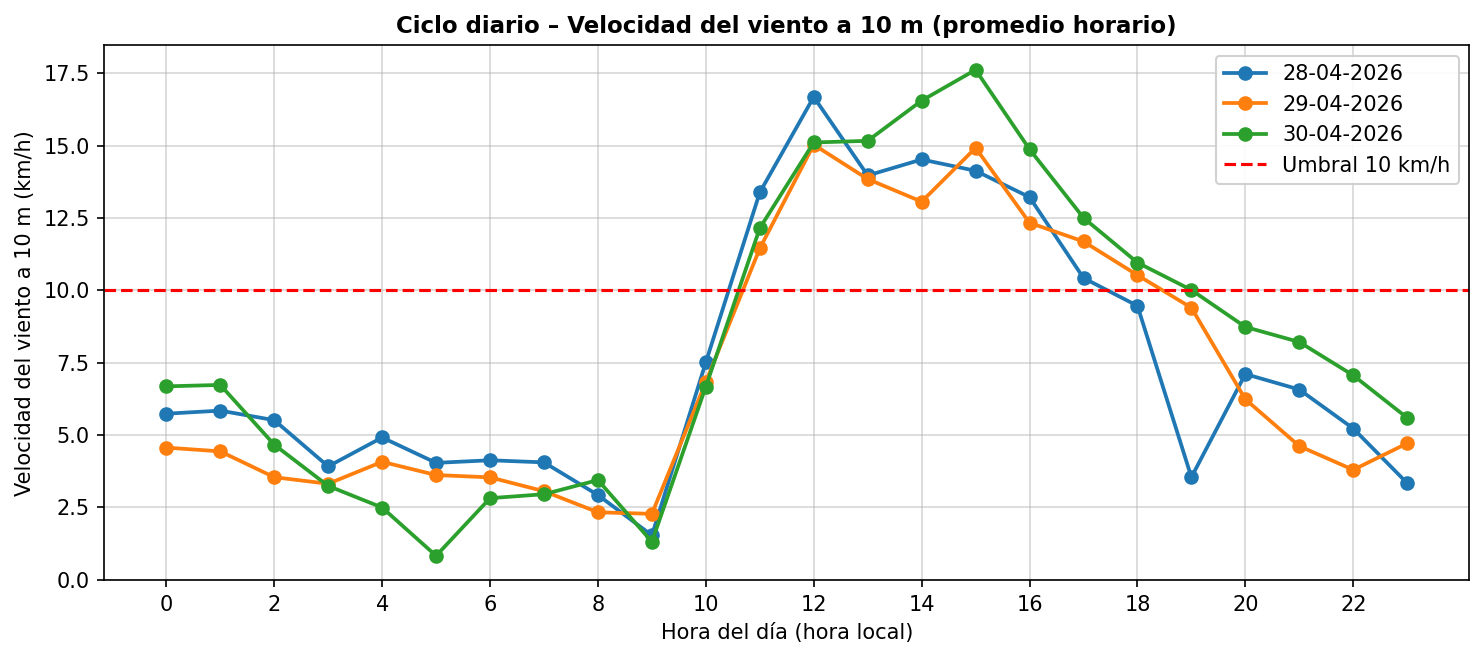 Ciclo diario – Velocidad del viento a 10 m (promedio horario)
Velocidad del viento a 10 m (km/h)
17.5
15.0
12.5
10.0
7.5
5.0
2.5
0.0
28-04-2026
29-04-2026
30-04-2026
Umbral 10 km/h
0 2 4 6 8 10 12 14 16 18 20 22
Hora del día (hora local)